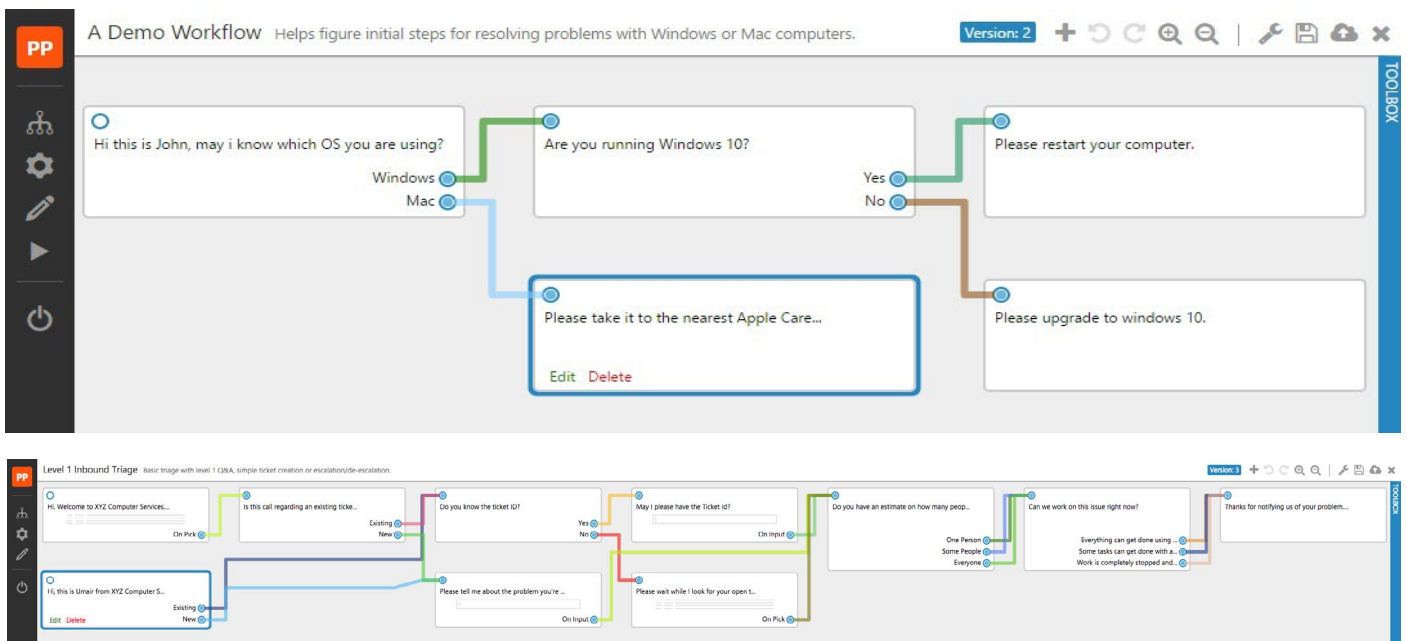 PP
A Demo Workflow Helps figure initial steps for resolving problems with Windows or Mac computers.
Version: 2
TOOLBOX
Hi this is John, may i know which OS you are using?
Windows
Mac
Are you running Windows 10?
Yes
No
Please restart your computer.
Please take it to the nearest Apple Care...
Edit Delete
Please upgrade to windows 10.
PP
Level 1 Inbound Triage Basic triage with level 1 Q&A, simple ticket creation or escalation/de-escalation.
Version: 3
TOOLBOX
Hi, Welcome to XYZ Computer Services,...
On Pick
Is this call regarding an existing ticke...
Existing
New
Do you know the ticket ID?
Yes
No
May I please have the Ticket Id?
On Input
Do you have an estimate on how many peop...
One Person
Some People
Everyone
Can we work on this issue right now?
Everything can get done using ...
Some tasks can get done with a...
Work is completely stopped and...
Thanks for notifying us of your problem....
Hi, this is Umair from XYZ Computer S...
Existing
New
Edit Delete
Please tell me about the problem you're ...
On Input
Please wait while I look for your open t...
On Pick